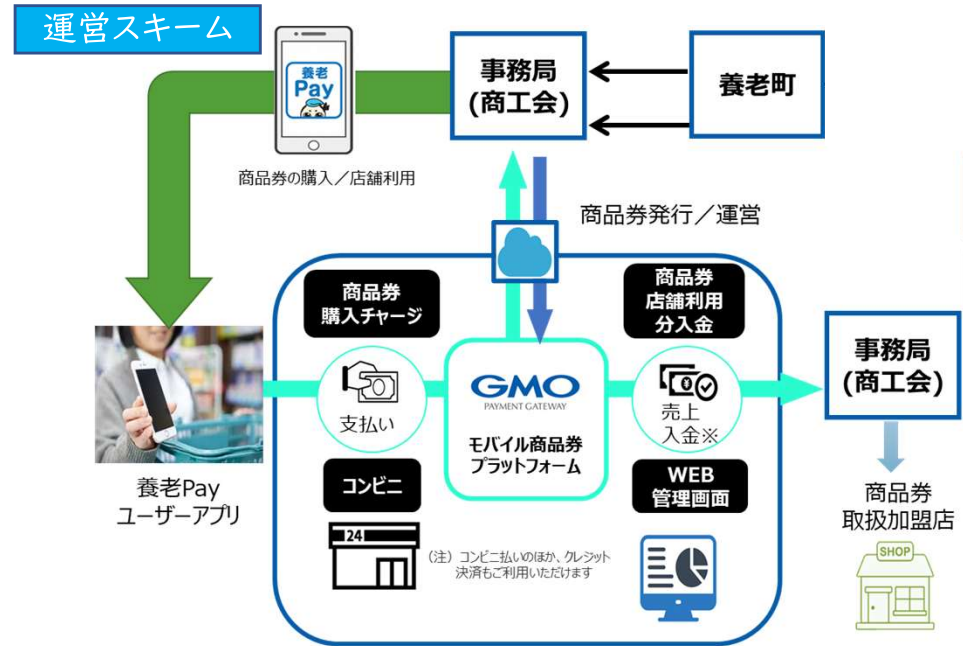 運営スキーム
養老
Pay
事務局
(商工会)
養老町
商品券の購入／店舗利用
商品券発行／運営
商品券
購入チャージ
商品券
店舗利用
分入金
支払い
GMO
PAYMENT GATEWAY
モバイル商品券
プラットフォーム
売上
入金※
事務局
(商工会)
養老Pay
ユーザーアプリ
コンビニ
24
（注）コンビニ払いのほか、クレジット
決済もご利用いただけます
WEB
管理画面
商品券
取扱加盟店
SHOP